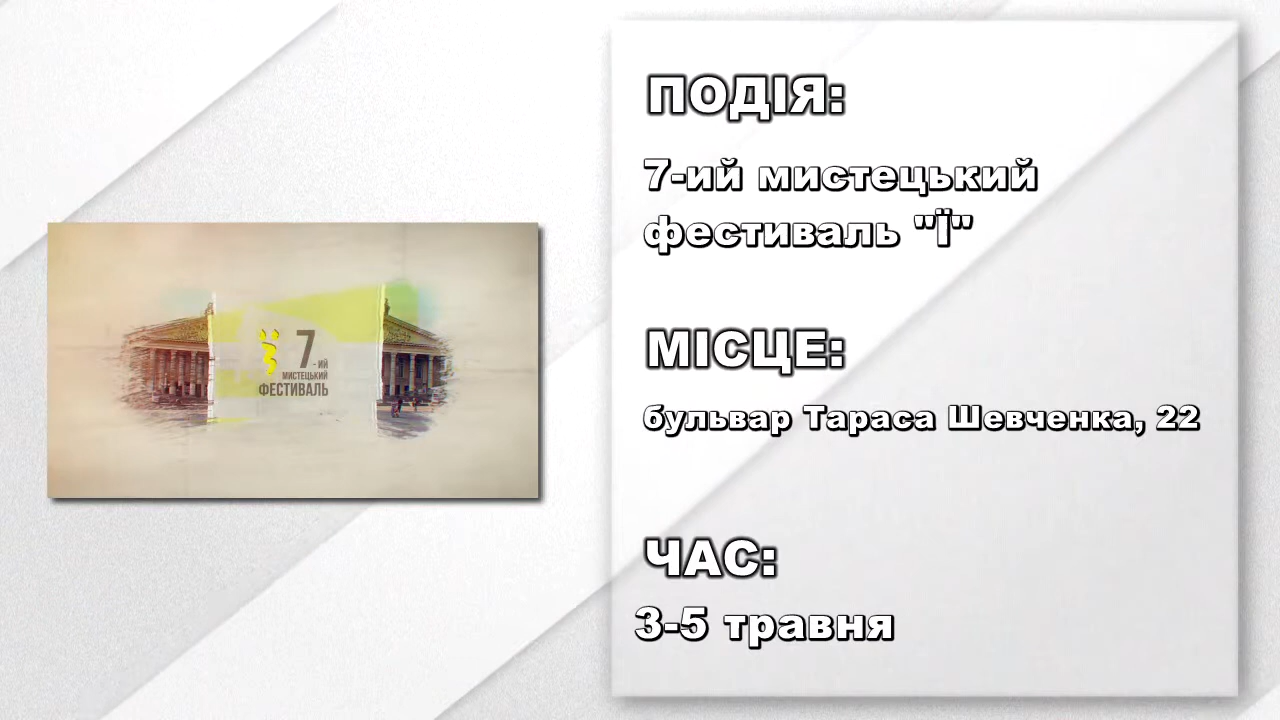 ПОДІЯ:
7-ий мистецький
фестиваль "Ї"
МІСЦЕ:
бульвар Тараса Шевченка, 22
ЧАС:
3-5 травня
ї 7 - ий
мистецький
фестиваль